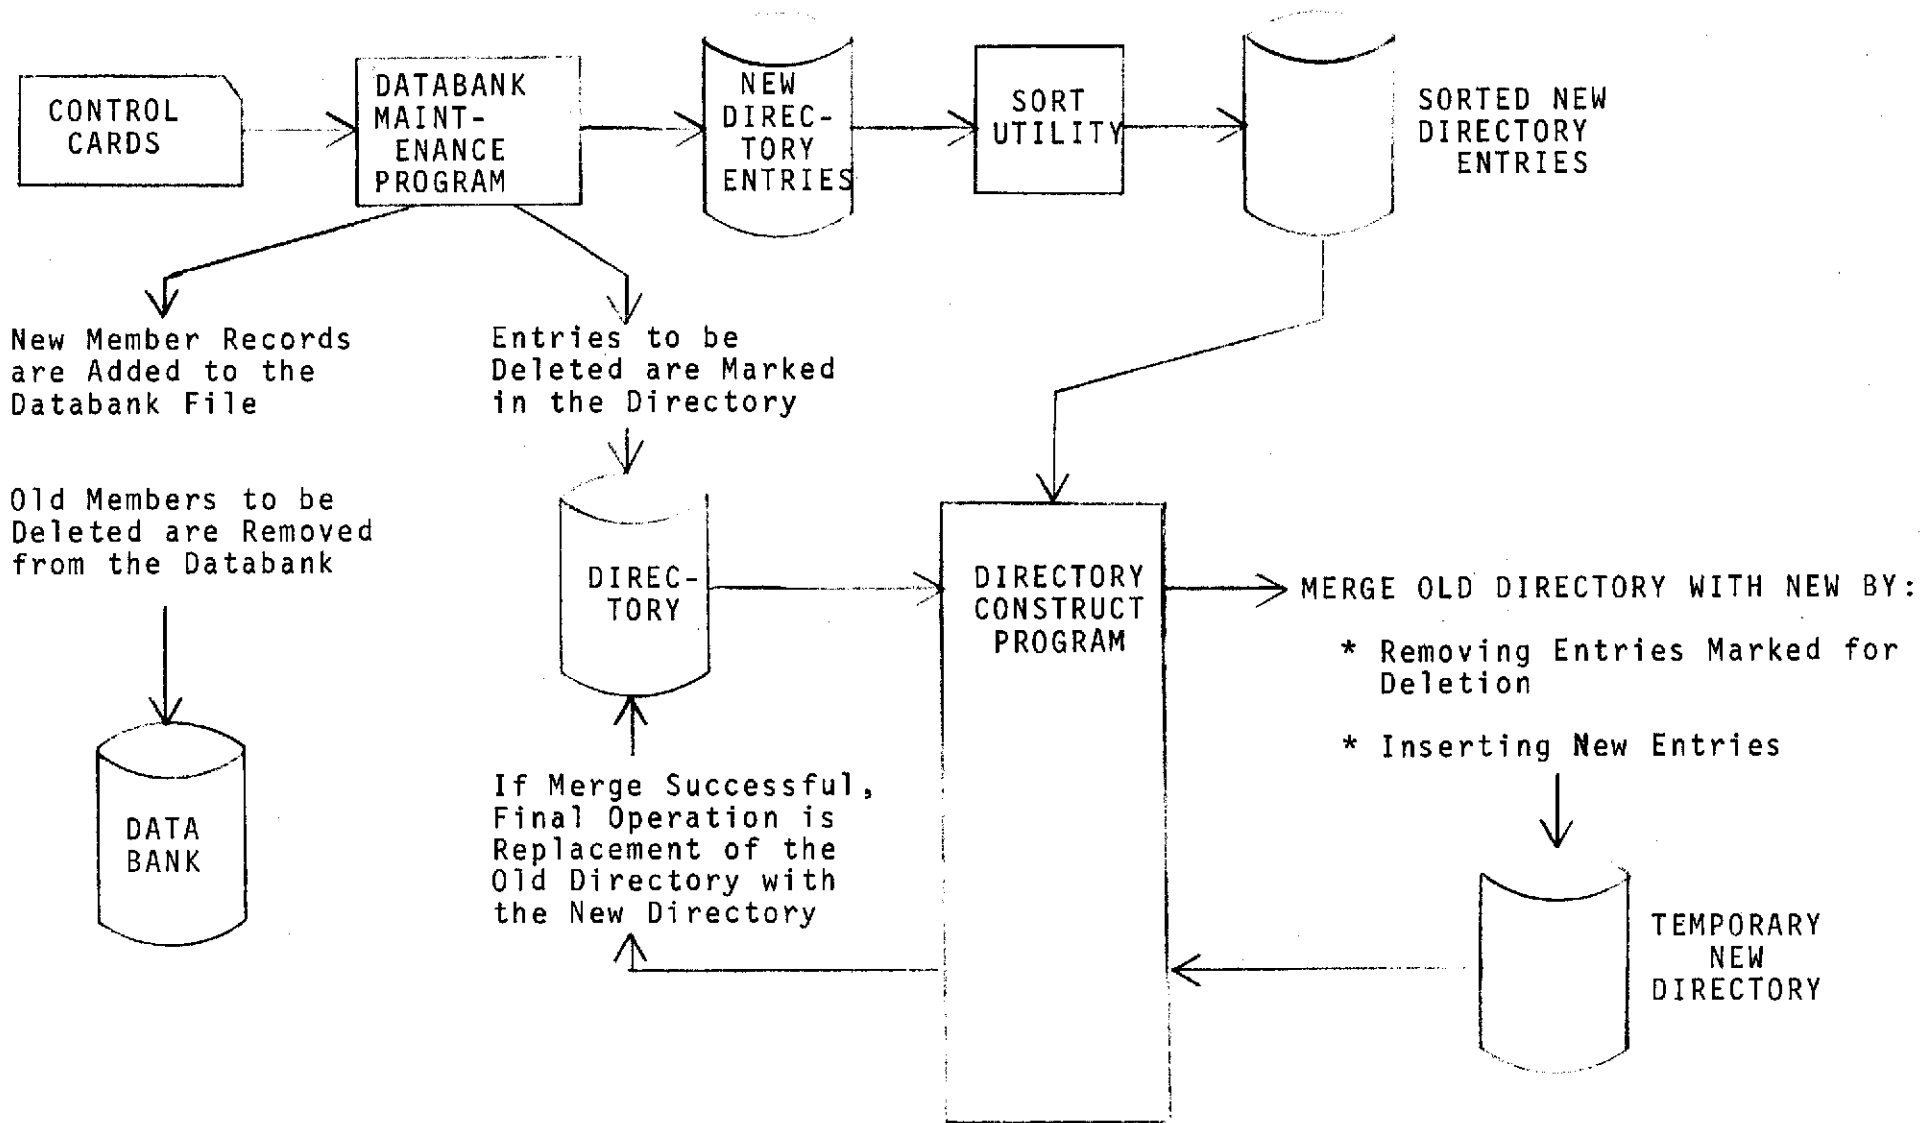 CONTROL
CARDS
DATABANK
MAINT-
ENANCE
PROGRAM
NEW
DIREC-
TORY
ENTRIES
SORT
UTILITY
SORTED NEW
DIRECTORY
ENTRIES
New Member Records
are Added to the
Databank File
Entries to be
Deleted are Marked
in the Directory
Old Members to be
Deleted are Removed
from the Databank
DIREC-
TORY
DIRECTORY
CONSTRUCT
PROGRAM
MERGE OLD DIRECTORY WITH NEW BY:
* Removing Entries Marked for
Deletion
* Inserting New Entries
If Merge Successful,
Final Operation is
Replacement of the
Old Directory with
the New Directory
DATA
BANK
TEMPORARY
NEW
DIRECTORY